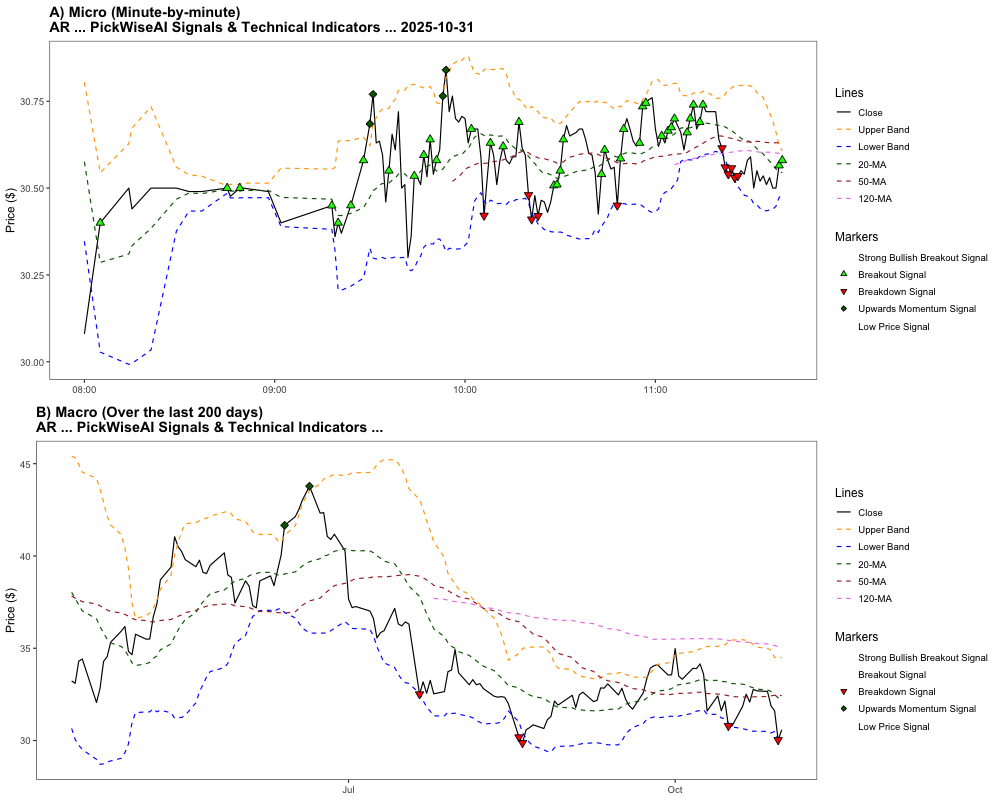 A) Micro (Minute-by-minute)
AR ... PickWiseAI Signals & Technical Indicators ... 2025-10-31
Price ($)
30.75
30.50
30.25
30.00
08:00
09:00
10:00
11:00
Lines
Close
Upper Band
Lower Band
20-MA
50-MA
120-MA
Markers
Strong Bullish Breakout Signal
Breakout Signal
Breakdown Signal
Upwards Momentum Signal
Low Price Signal
B) Macro (Over the last 200 days)
AR ... PickWiseAI Signals & Technical Indicators ...
Price ($)
45
40
35
30
Jul
Oct
Lines
Close
Upper Band
Lower Band
20-MA
50-MA
120-MA
Markers
Strong Bullish Breakout Signal
Breakout Signal
Breakdown Signal
Upwards Momentum Signal
Low Price Signal